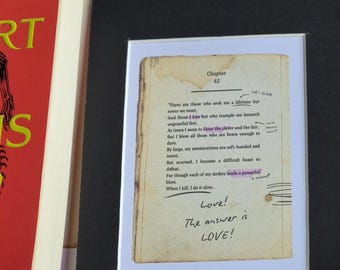 ART
IS
Chapter
42
"There are those who seek me a lifetime but
never we meet,
And those I kiss but who trample me beneath
ungrateful feet.
At times I seem to favor the clever and the fair,
But I bless all those who are brave enough to
dare.
By large, my ministrations are soft-handed and
sweet,
But scorned, I become a difficult beast to
defeat.
For though each of my strikes lands a powerful
blow,
When I kill, I do it slow...
Love!
The answer is
LOVE!